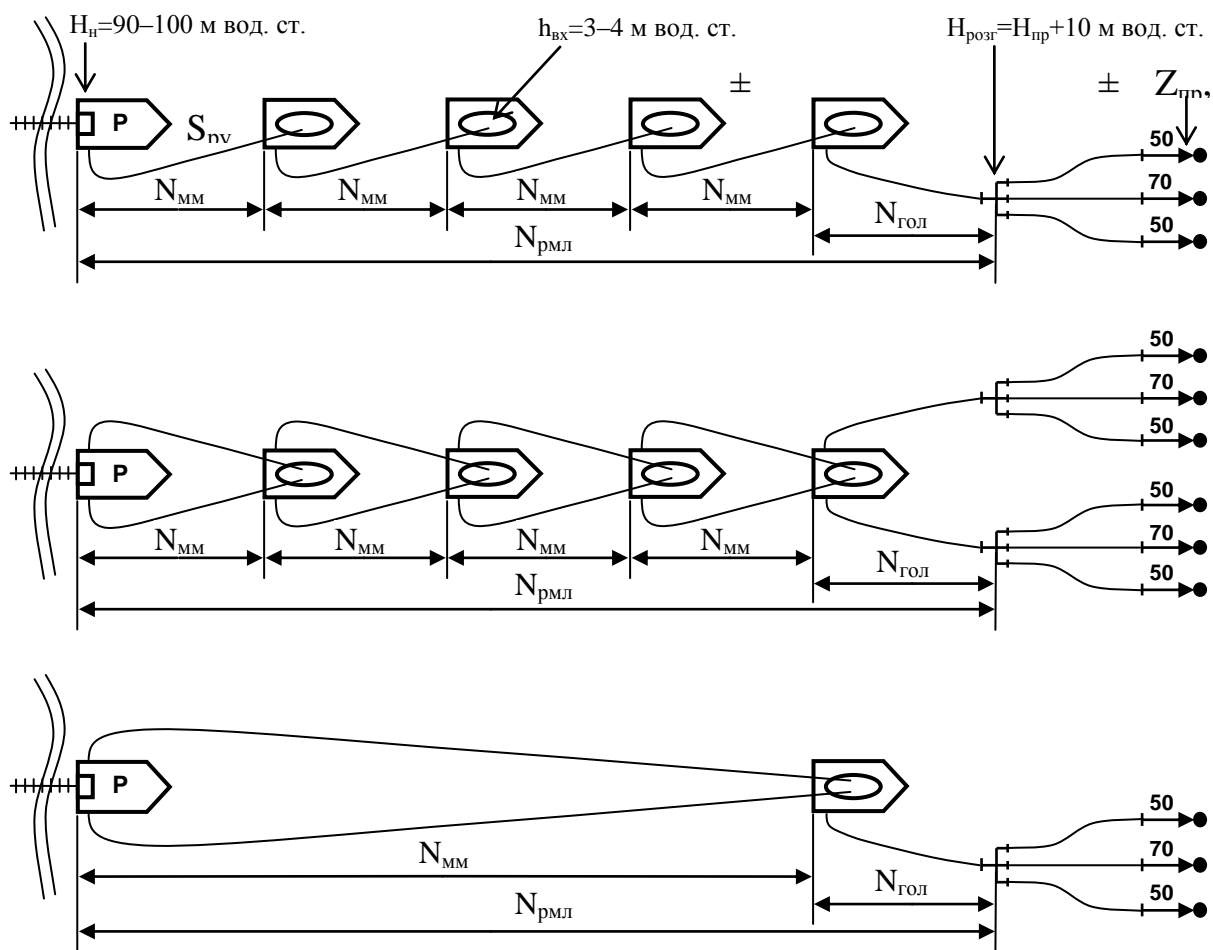 Hн=90–100 м вод. ст.
hвх=3–4 м вод. ст.
Hрозг=Hпр+10 м вод. ст.
±
± Zпр,
P
Sру
50
70
50
Nмм
Nмм
Nмм
Nмм
Nгол
Nрмл
50
70
50
P
50
70
50
Nмм
Nмм
Nмм
Nмм
Nгол
Nрмл
P
50
70
50
Nмм
Nгол
Nрмл